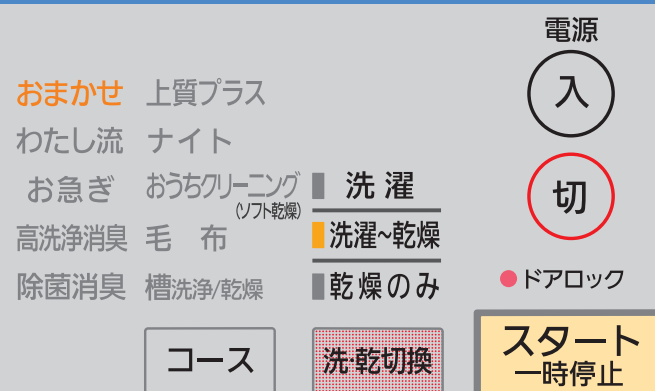 電源
入
切
ドアロック
おまかせ 上質プラス
わたし流 ナイト
お急ぎ おうちクリーニング
(ソフト乾燥)
高洗浄消臭 毛 布
除菌消臭 槽洗浄/乾燥
洗 濯
洗濯~乾燥
乾燥のみ
コース
洗・乾切換
スタート
一時停止